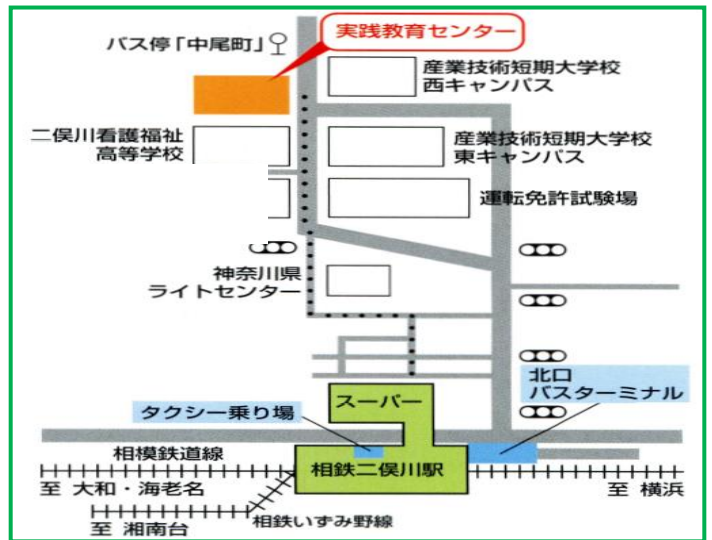 実践教育センター
バス停「中尾町」
産業技術短期大学校
西キャンパス
二俣川看護福祉
高等学校
産業技術短期大学校
東キャンパス
運転免許試験場
神奈川県
ライトセンター
北口
バスターミナル
スーパー
タクシー乗り場
相模鉄道線
相鉄二俣川駅
至 大和・海老名
至 横浜
相鉄いずみ野線
至 湘南台